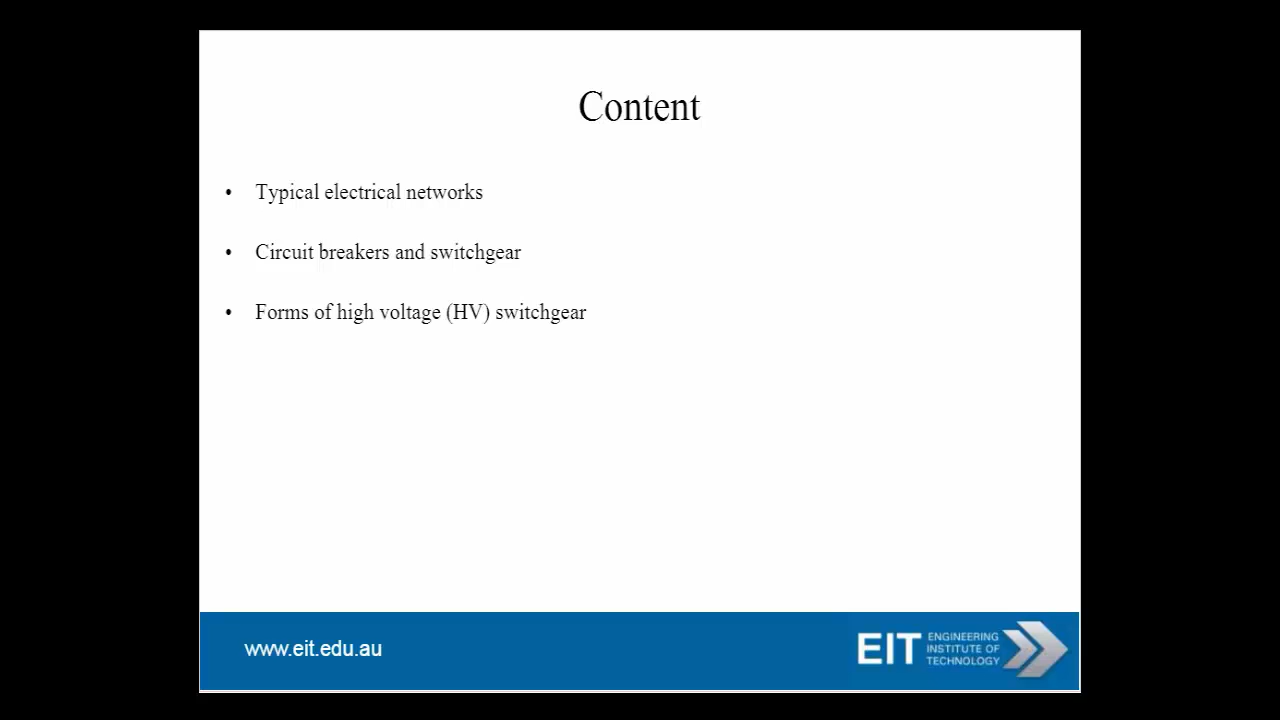 Content
• Typical electrical networks
• Circuit breakers and switchgear
• Forms of high voltage (HV) switchgear
www.eit.edu.au
EIT
ENGINEERING
INSTITUTE OF
TECHNOLOGY